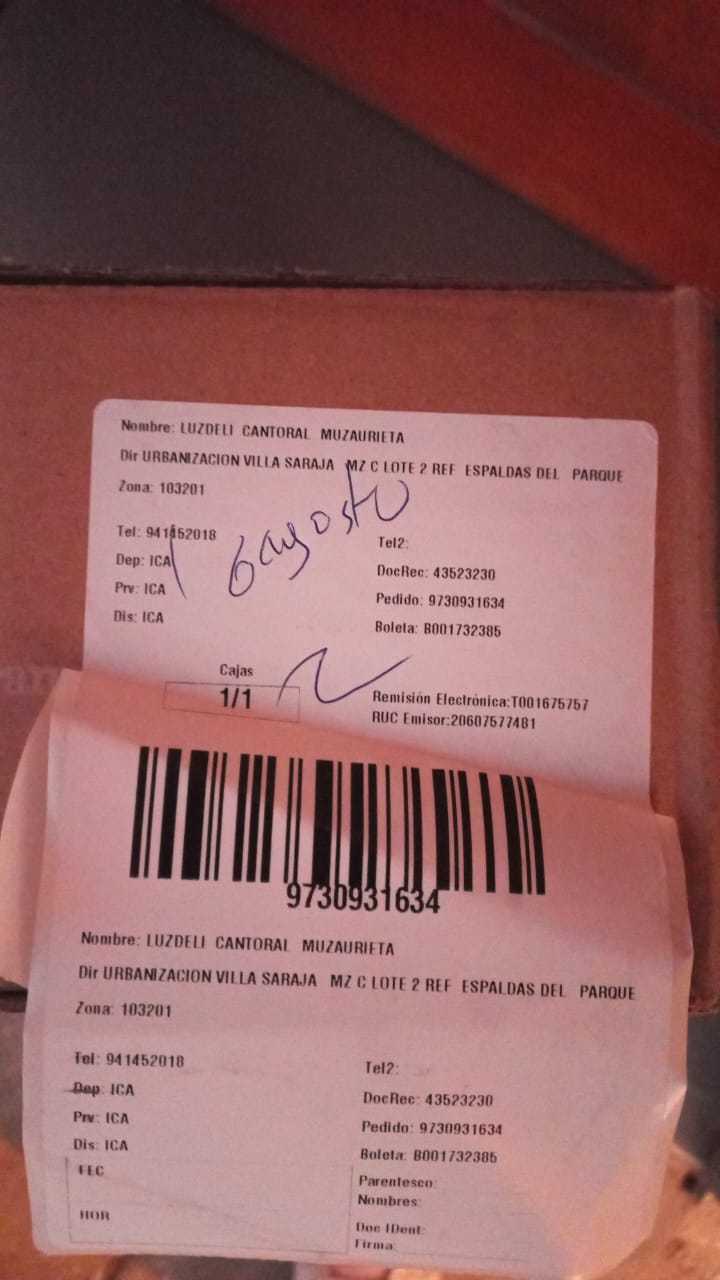 Nombre: LUZDELI CANTORAL MUZAURIETA
Dir URBANIZACION VILLA SARAJA MZ C LOTE 2 REF ESPALDAS DEL PARQUE
Zona: 103201
Tel: 941452018
Tel2:
Dep: ICA
DocRec: 43523230
Prv: ICA
Pedido: 9730931634
Dis: ICA
Boleta: B001732385
6 agosto
Cajas
1/1
Remisión Electrónica:T001675757
RUC Emisor:20607577481
9730931634
Nombre: LUZDELI CANTORAL MUZAURIETA
Dir URBANIZACION VILLA SARAJA MZ C LOTE 2 REF ESPALDAS DEL PARQUE
Zona: 103201
Tel: 941452018
Tel2:
Dep: ICA
DocRec: 43523230
Prv: ICA
Pedido: 9730931634
Dis: ICA
Boleta: B001732385
FEC
Parentesco:
Nombres:
HOR
Doc IDent:
Firma: